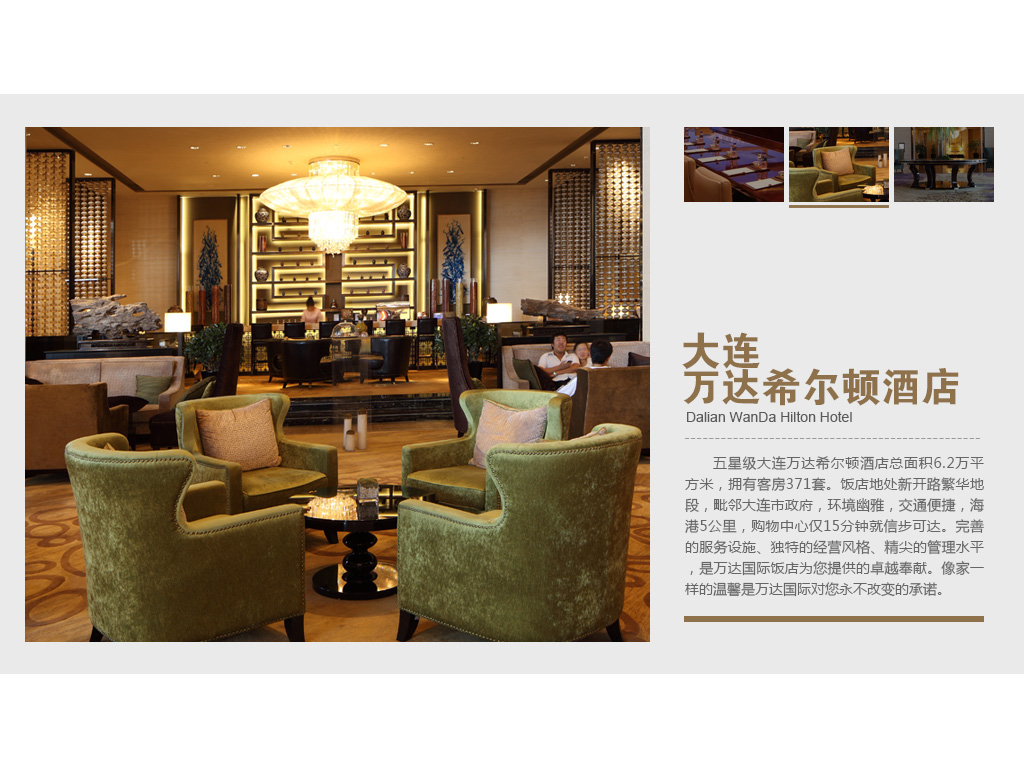 大连
万达希尔顿酒店
Dalian WanDa Hilton Hotel
五星级大连万达希尔顿酒店总面积6.2万平
方米，拥有客房371套。饭店地处新开路繁华地
段，毗邻大连市政府，环境幽雅，交通便捷，海
港5公里，购物中心仅15分钟就信步可达。完善
的服务设施、独特的经营风格、精尖的管理水平
，是万达国际饭店为您提供的卓越奉献。像家一
样的温馨是万达国际对您永不改变的承诺。